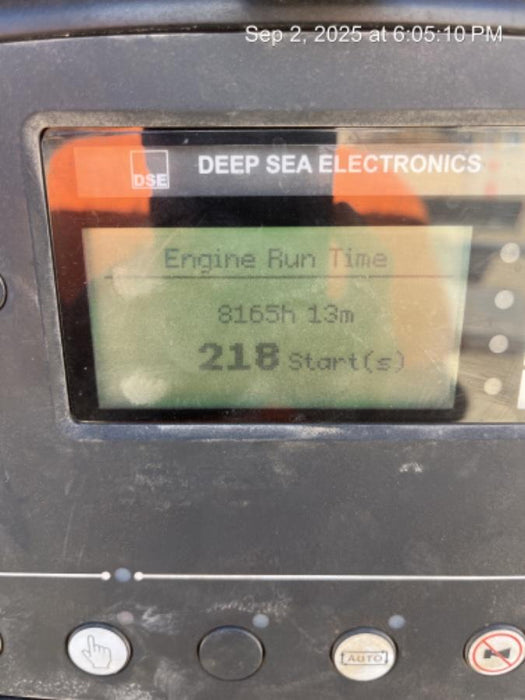 Sep 2, 2025 at 6:05:10 PM
DSE DEEP SEA ELECTRONICS
Engine Run Time
8165h 13m
218 Start(s)
AUTO